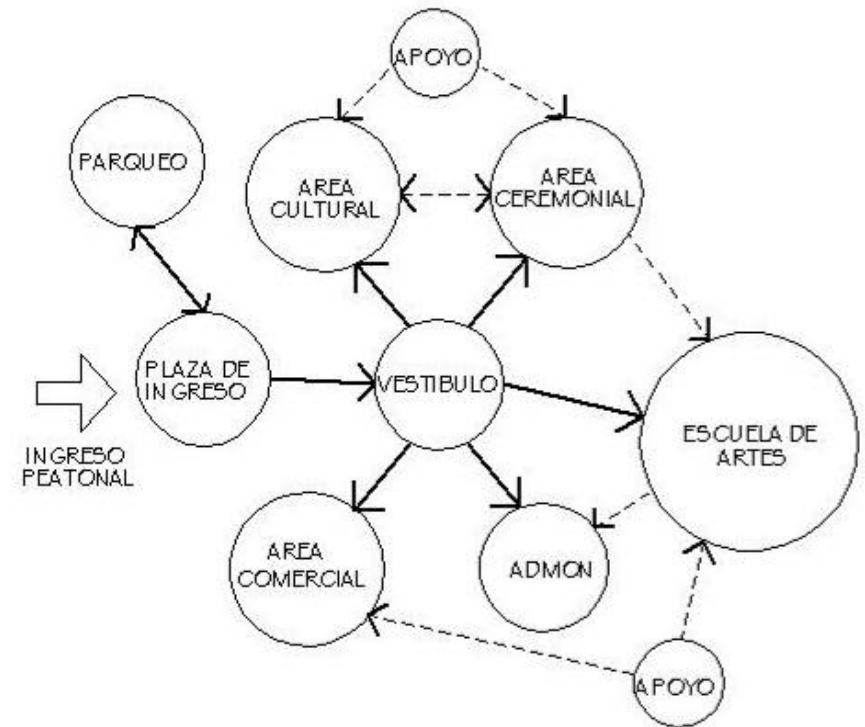 APOYO
PARQUEO
AREA
CULTURAL
AREA
CEREMONIAL
PLAZA DE
INGRESO
VESTIBULO
INGRESO
PEATONAL
ESCUELA DE
ARTES
AREA
COMERCIAL
ADMON
APOYO